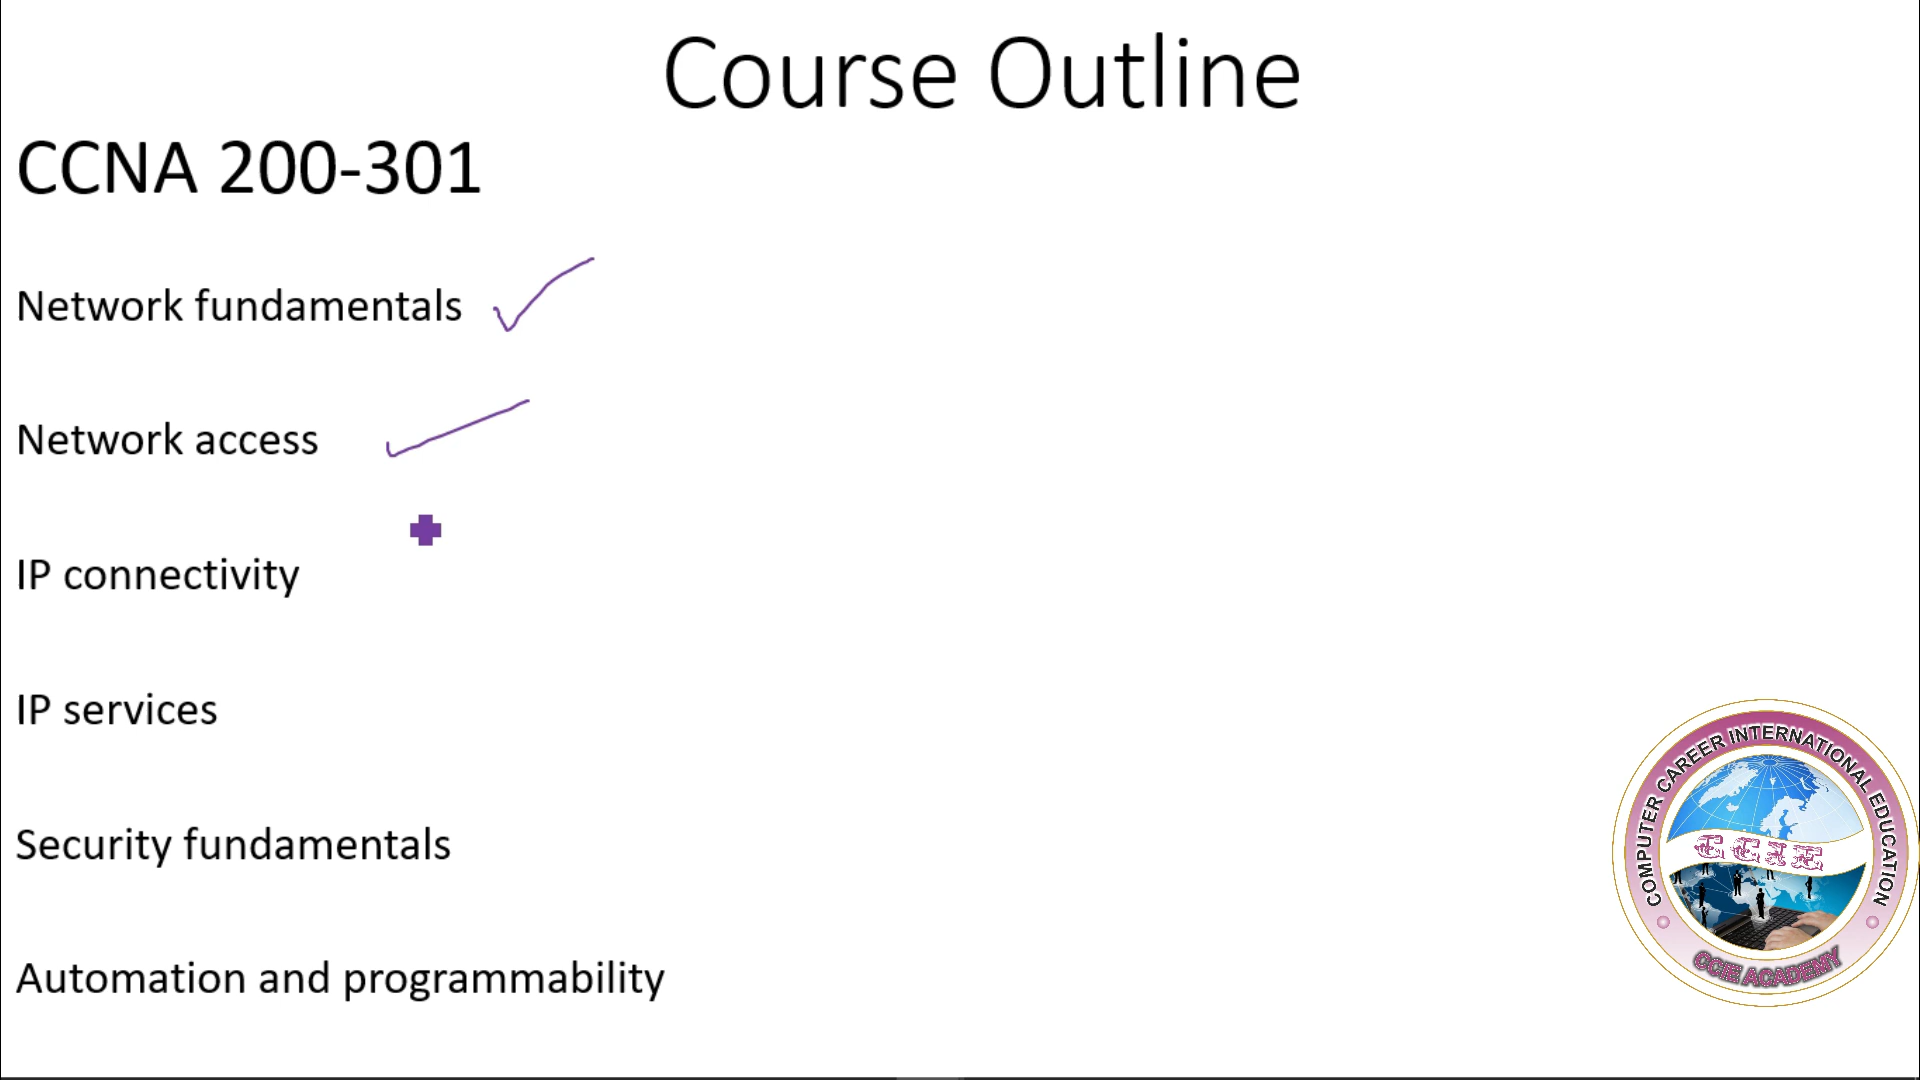 Course Outline
CCNA 200-301
Network fundamentals
Network access
IP connectivity
IP services
Security fundamentals
Automation and programmability
COMPUTER CAREER INTERNATIONAL EDUCATION
CCIE
CCIE ACADEMY